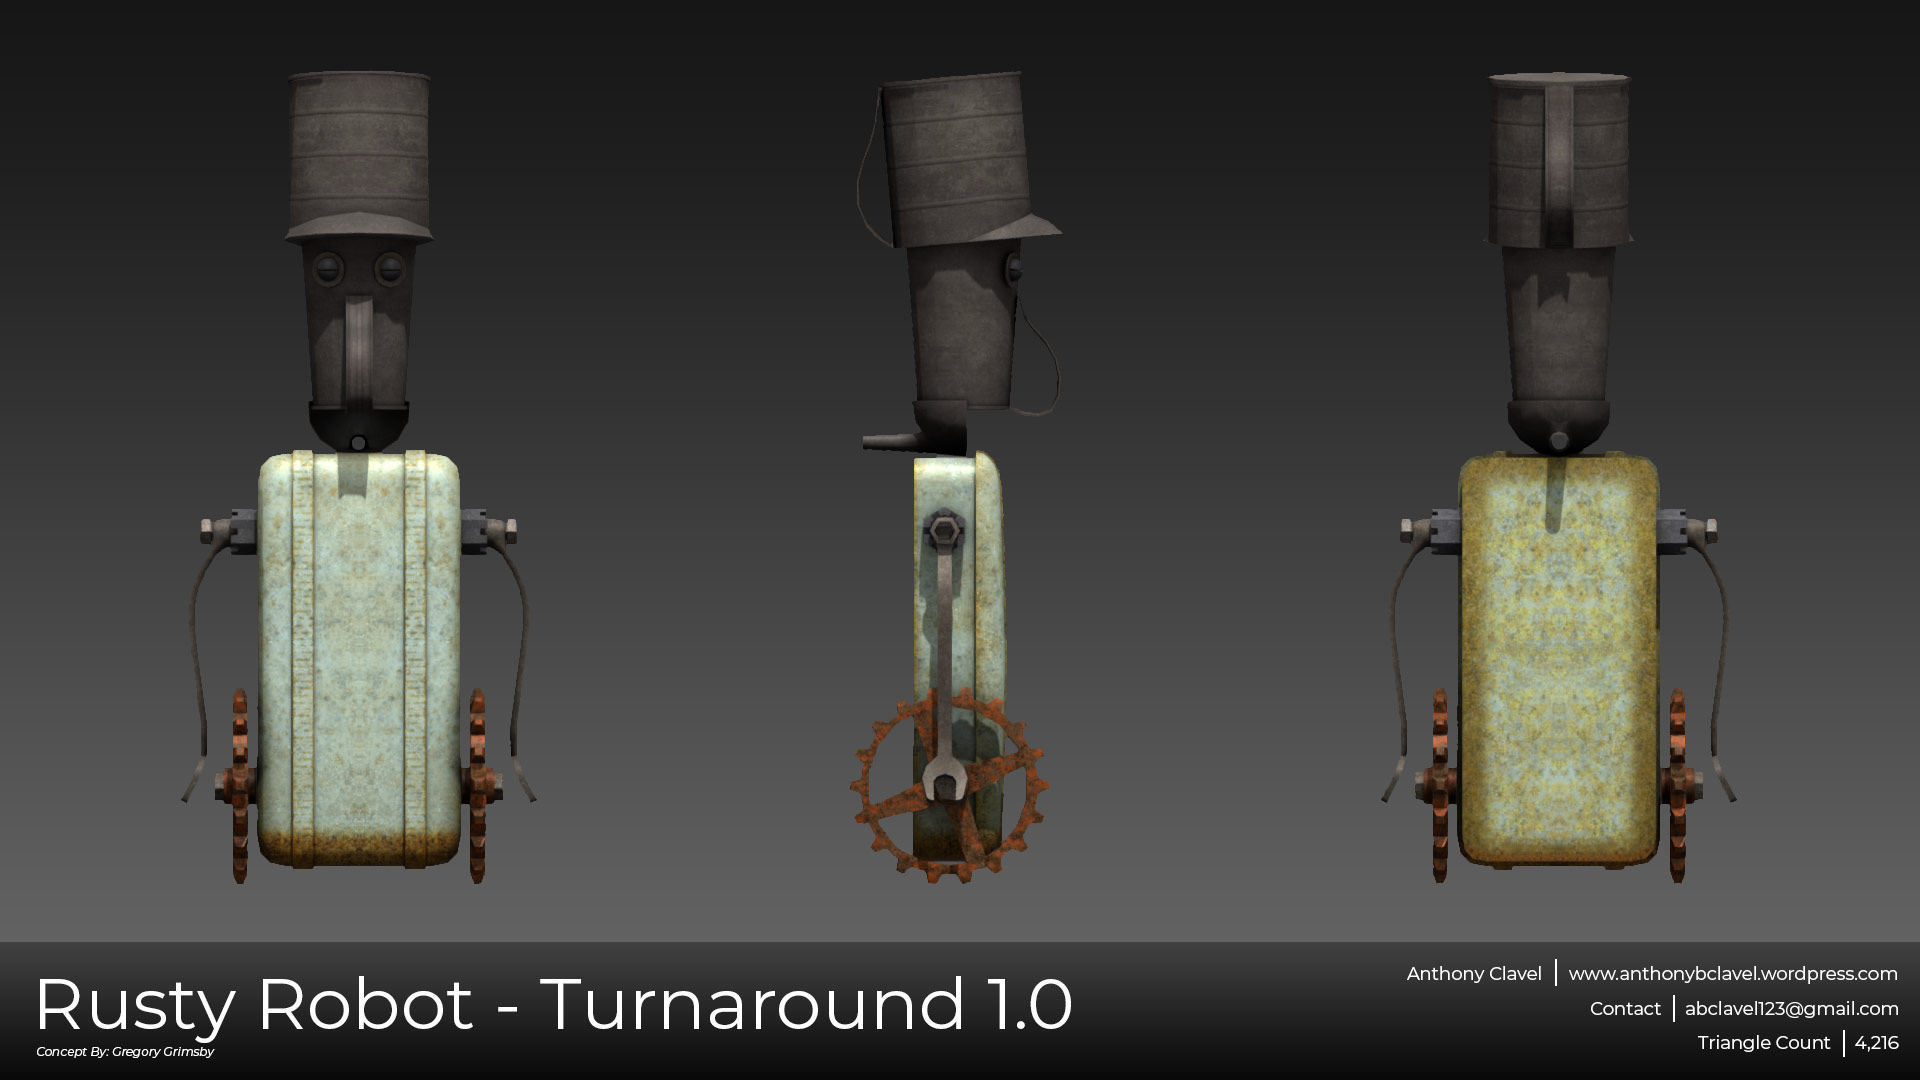 Rusty Robot - Turnaround 1.0
Concept By: Gregory Grimsby
Anthony Clavel | www.anthonybclavel.wordpress.com
Contact | abclavel123@gmail.com
Triangle Count | 4,216